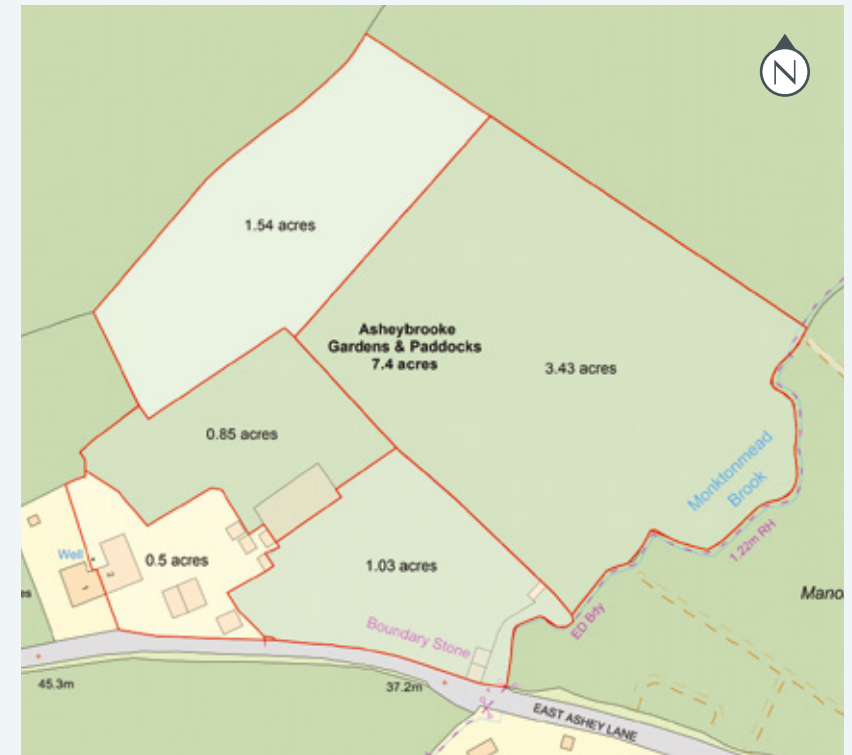 N
1.54 acres
Asheybrooke
Gardens & Paddocks
7.4 acres
3.43 acres
0.85 acres
Monktonmead
Brook
1.22m RH
Well
0.5 acres
1.03 acres
ED Bdy
Boundary Stone
45.3m
37.2m
EAST ASHEY LANE